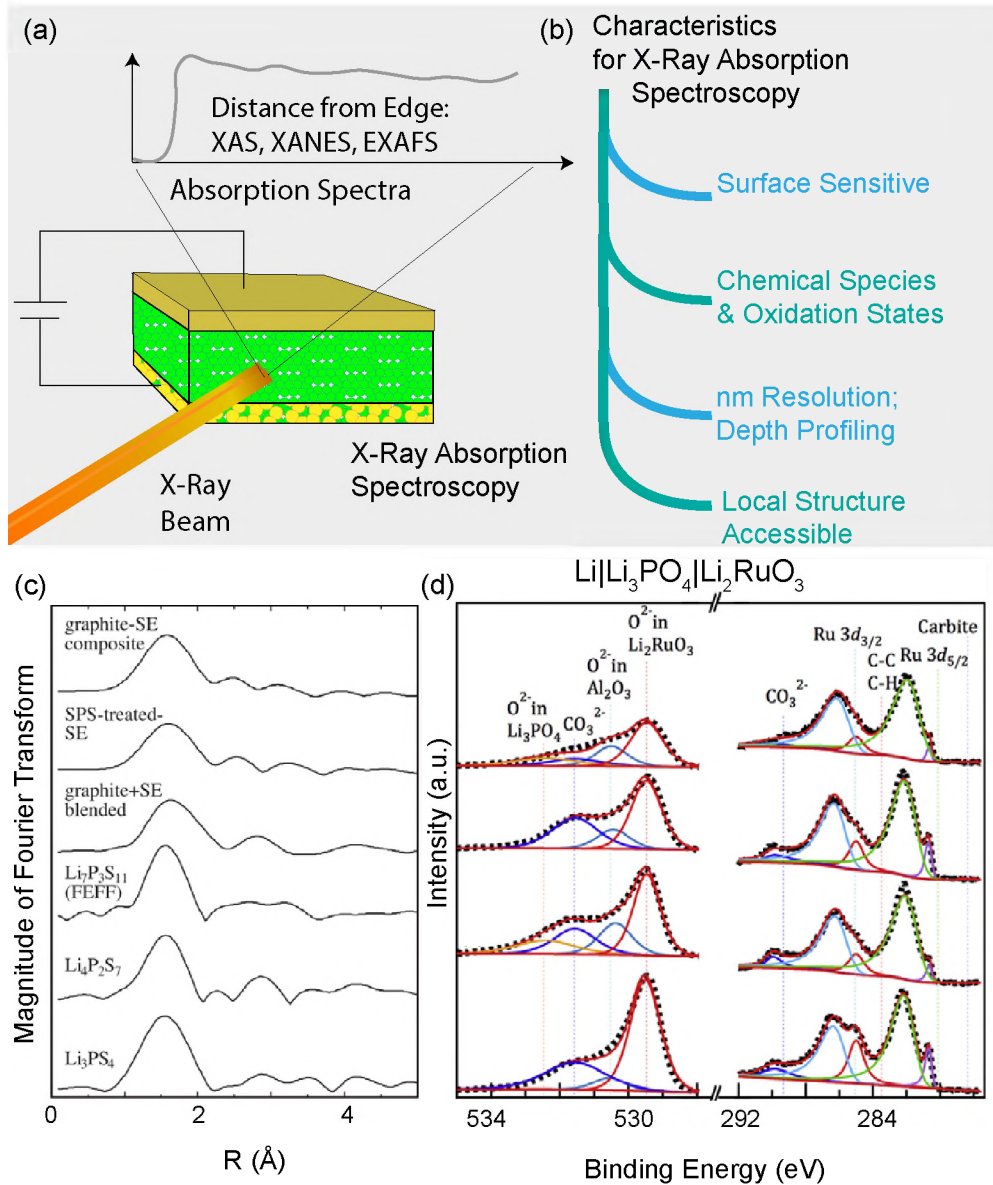 (a)
Distance from Edge:
XAS, XANES, EXAFS
Absorption Spectra
X-Ray
Beam
X-Ray Absorption
Spectroscopy
(b)
Characteristics
for X-Ray Absorption
Spectroscopy
Surface Sensitive
Chemical Species
& Oxidation States
nm Resolution;
Depth Profiling
Local Structure
Accessible
(c)
Magnitude of Fourier Transform
graphite-SE
composite
SPS-treated-
SE
graphite+SE
blended
Li₇P₃S₁₁
(FEFF)
Li₄P₂S₇
Li₃PS₄
0 2 4
R (Å)
(d)
Li|Li₃PO₄|Li₂RuO₃
Intensity (a.u.)
O²⁻ in
Li₂RuO₃
O²⁻ in
Al₂O₃
O²⁻ in
Li₃PO₄
CO₃²⁻
CO₃²⁻
Ru 3d₃/₂
C-C
C-H
Ru 3d₅/₂
Carbite
534 530 292 284
Binding Energy (eV)